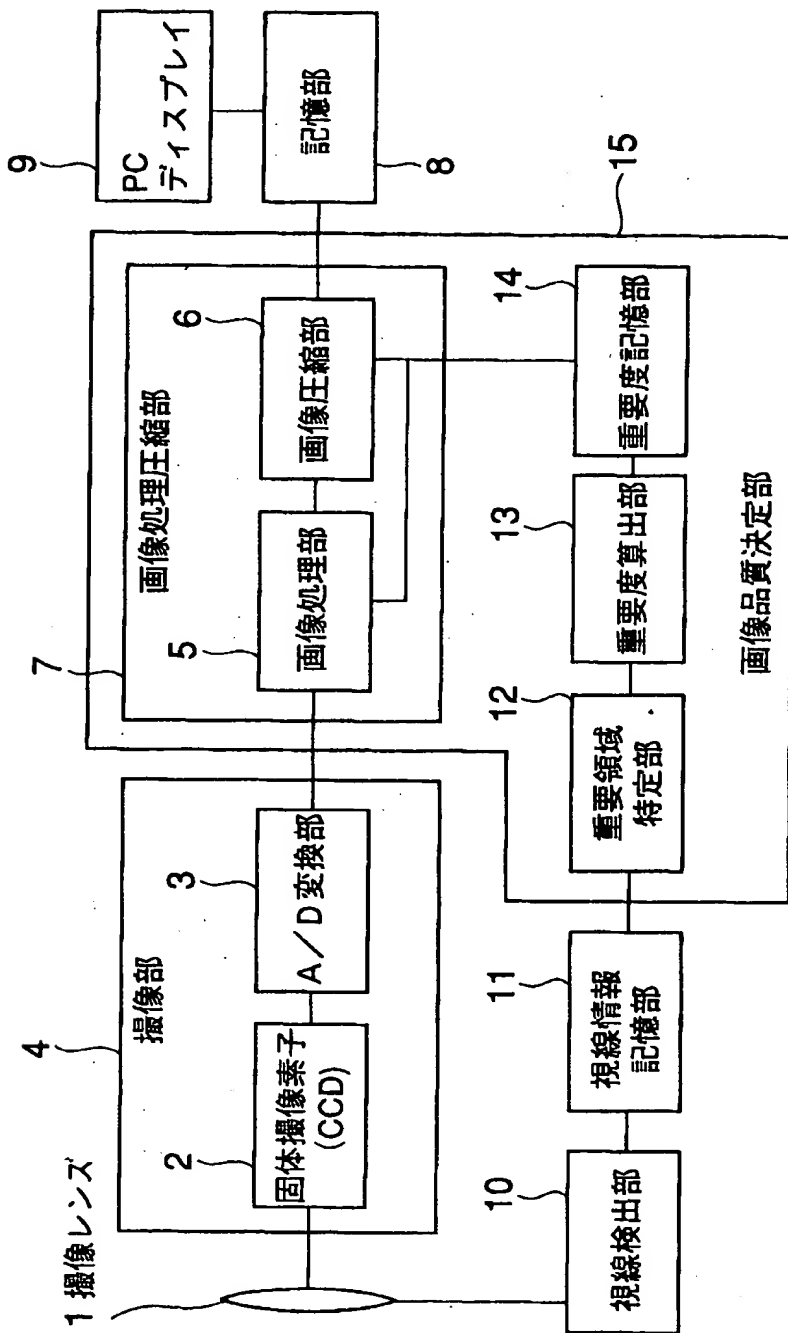 1 撮像レンズ
2
固体撮像素子
(CCD)
3
A／D変換部
4
撮像部
5
画像処理部
6
画像圧縮部
7
画像処理圧縮部
8
記憶部
9
PC
ディスプレイ
10
視線検出部
11
視線情報
記憶部
12
重要領域
特定部
13
重要度算出部
14
重要度記憶部
15
画像品質決定部